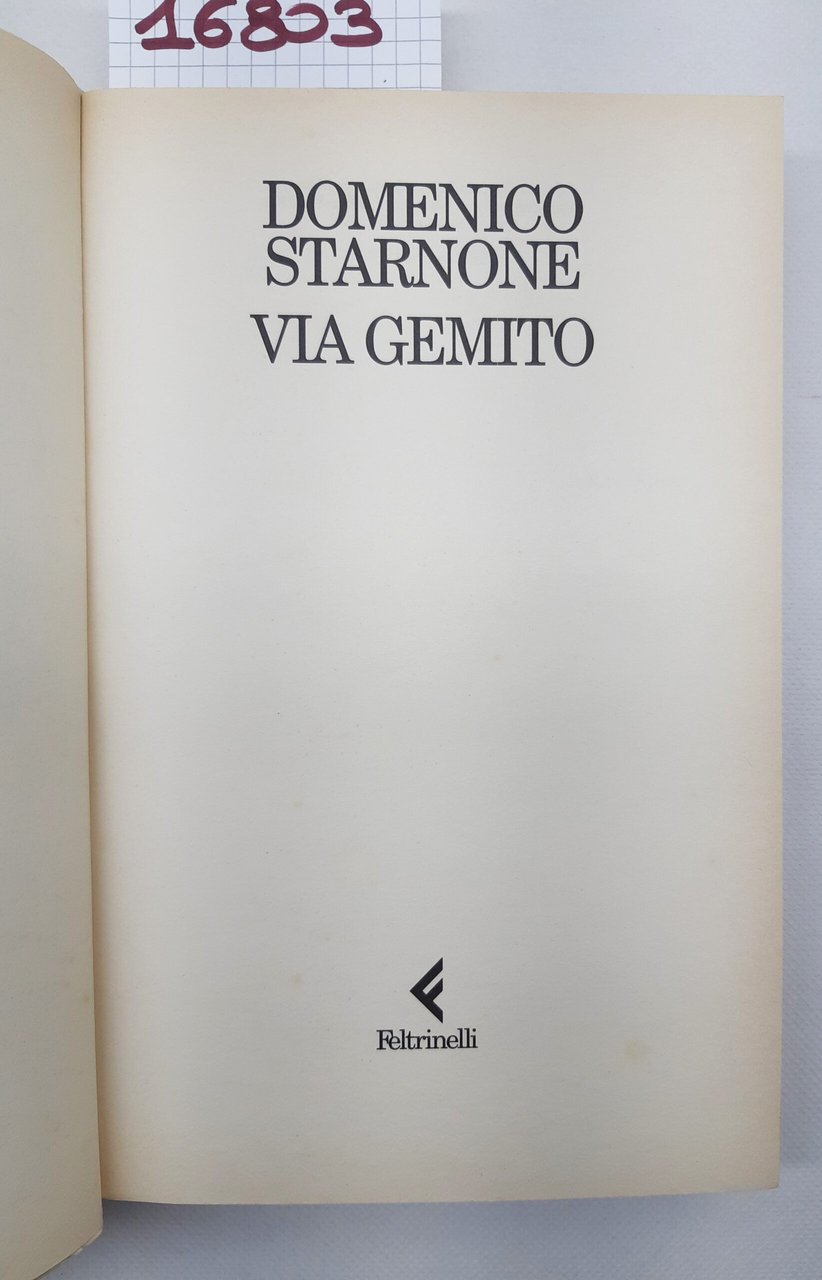 16803
DOMENICO
STARNONE
VIA GEMITO
Feltrinelli